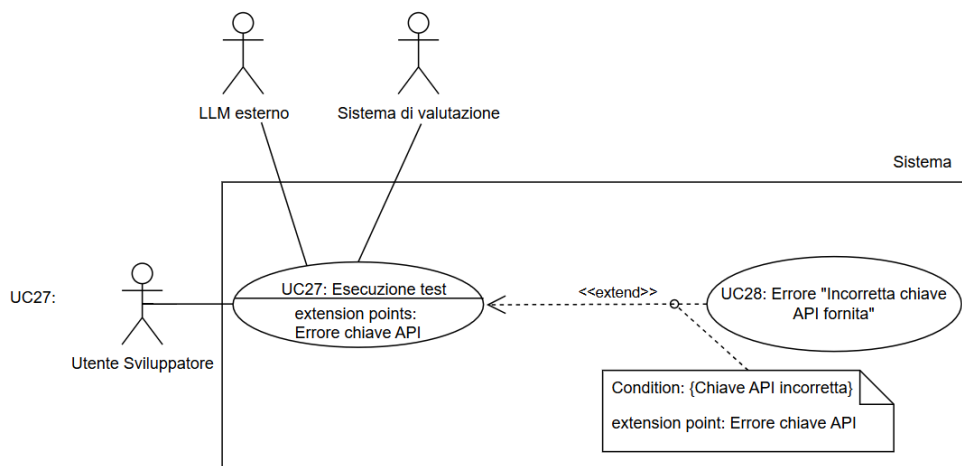 LLM esterno
Sistema di valutazione
Sistema
UC27:
Utente Sviluppatore
UC27: Esecuzione test
extension points:
Errore chiave API
<<extend>>
UC28: Errore "Incorretta chiave
API fornita"
Condition: {Chiave API incorretta}
extension point: Errore chiave API